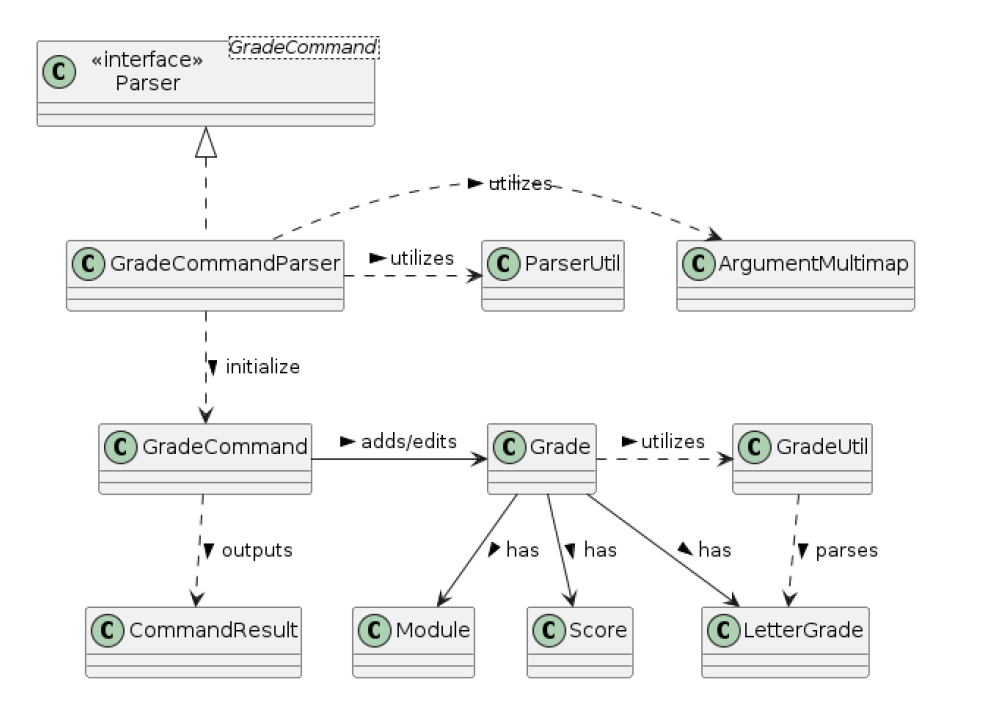 GradeCommand
«interface»
C
Parser
utilizes
C GradeCommandParser
utilizes
C ParserUtil
C ArgumentMultimap
initialize
C GradeCommand
adds/edits
C Grade
utilizes
C GradeUtil
outputs
has
has
has
parses
C CommandResult
C Module
C Score
C LetterGrade